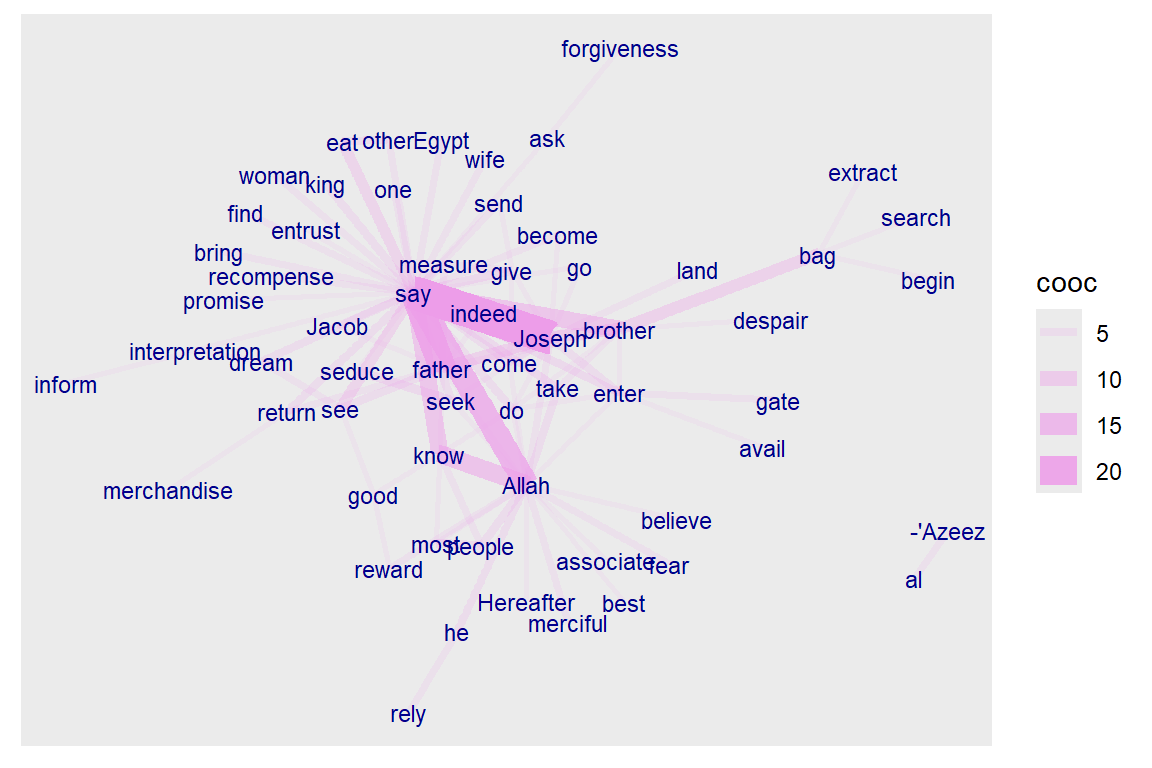 forgiveness
eat otherEgypt ask
wife
extract
woman king one
send
search
find
entrust
become
bring
measure give go land bag
recompense
begin
promise
say
cooc
indeed
Jacob
Joseph brother despair
5
interpretation
dream
seduce father come
inform
take
10
return see seek do enter gate
15
know
avail
merchandise
good
Allah
20
believe
-'Azeez
most people
reward
associate fear
al
Hereafter best
merciful
he
rely